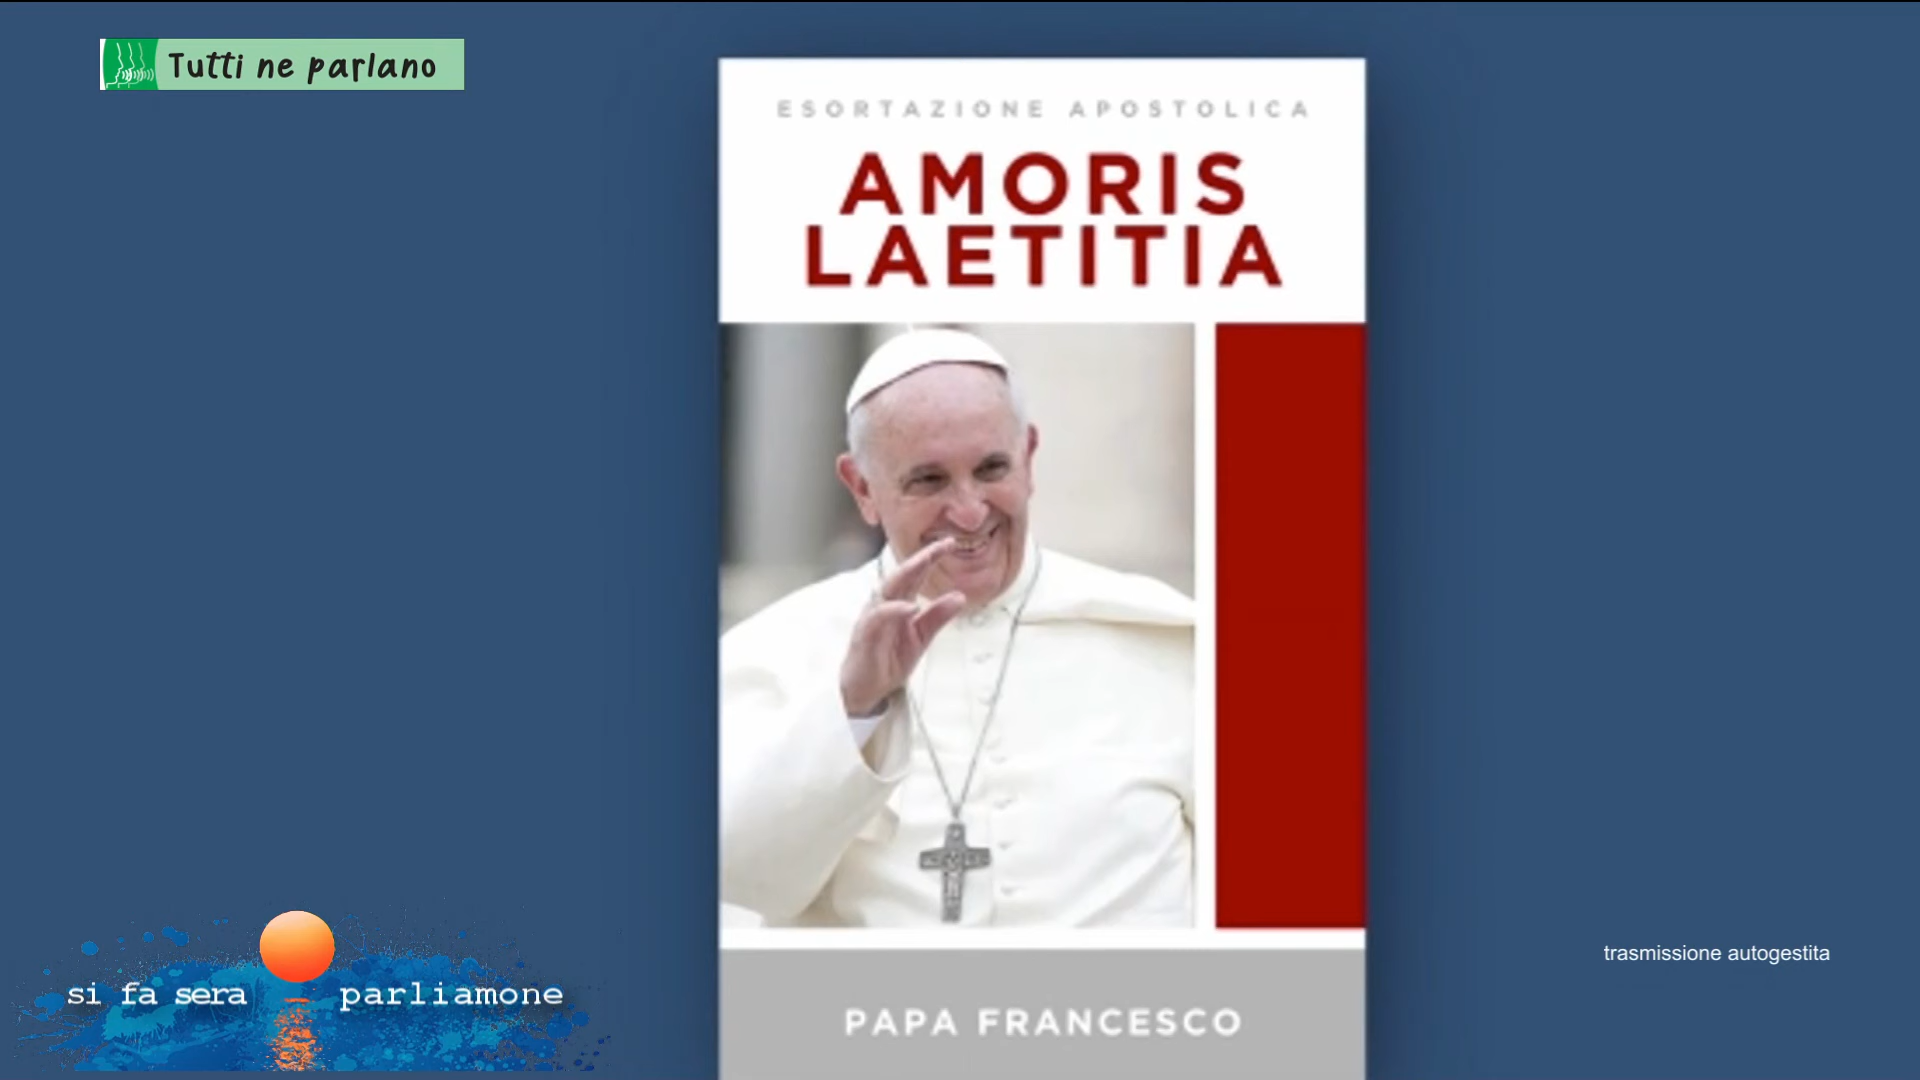 Tutti ne parlano
ESORTAZIONE APOSTOLICA
AMORIS
LAETITIA
PAPA FRANCESCO
si fa sera parliamone
trasmissione autogestita